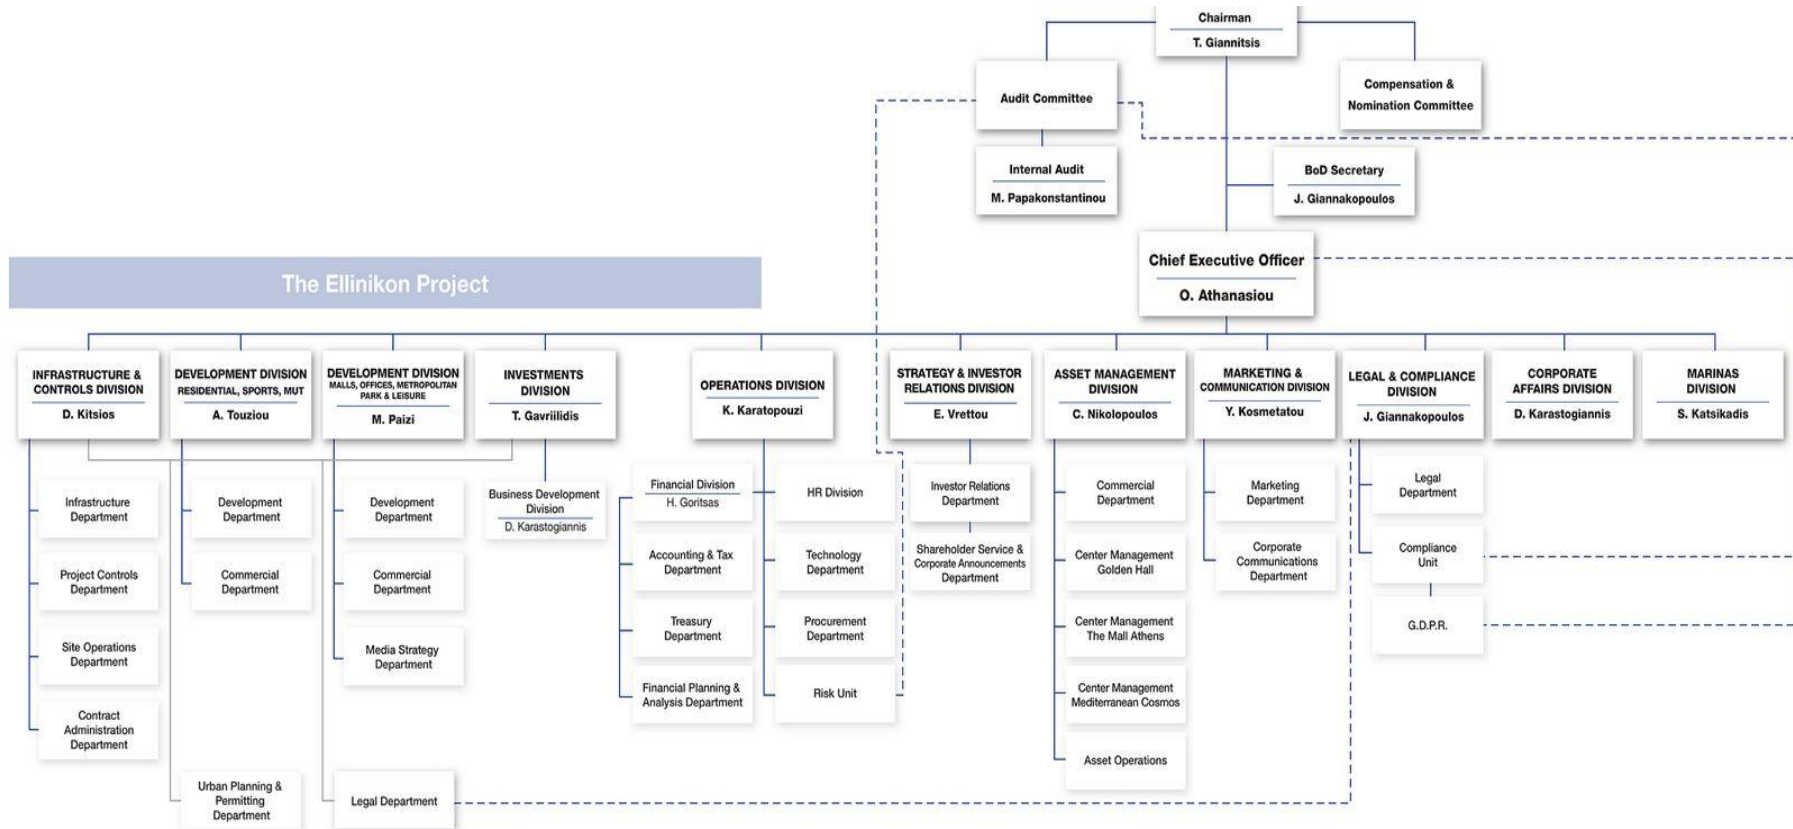 Chairman
T. Giannitsis
Audit Committee
Compensation &
Nomination Committee
Internal Audit
M. Papakonstantinou
BoD Secretary
J. Giannakopoulos
Chief Executive Officer
O. Athanasiou
The Ellinikon Project
INFRASTRUCTURE &
CONTROLS DIVISION
D. Kitsios
DEVELOPMENT DIVISION
RESIDENTIAL, SPORTS, MUT
A. Touziou
DEVELOPMENT DIVISION
MALLS, OFFICES, METROPOLITAN
PARK & LEISURE
M. Paizi
INVESTMENTS
DIVISION
T. Gavriilidis
OPERATIONS DIVISION
K. Karatopouzi
STRATEGY & INVESTOR
RELATIONS DIVISION
E. Vrettou
ASSET MANAGEMENT
DIVISION
C. Nikolopoulos
MARKETING &
COMMUNICATION DIVISION
Y. Kosmetatou
LEGAL & COMPLIANCE
DIVISION
J. Giannakopoulos
CORPORATE
AFFAIRS DIVISION
D. Karastogiannis
MARINAS
DIVISION
S. Katsikadis
Infrastructure
Department
Project Controls
Department
Site Operations
Department
Contract
Administration
Department
Development
Department
Commercial
Department
Urban Planning &
Permitting
Department
Development
Department
Commercial
Department
Media Strategy
Department
Legal Department
Business Development
Division
D. Karastogiannis
Financial Division
H. Goritsas
Accounting & Tax
Department
Treasury
Department
Financial Planning &
Analysis Department
HR Division
Technology
Department
Procurement
Department
Risk Unit
Investor Relations
Department
Shareholder Service &
Corporate Announcements
Department
Commercial
Department
Center Management
Golden Hall
Center Management
The Mall Athens
Center Management
Mediterranean Cosmos
Asset Operations
Marketing
Department
Corporate
Communications
Department
Legal
Department
Compliance
Unit
G.D.P.R.